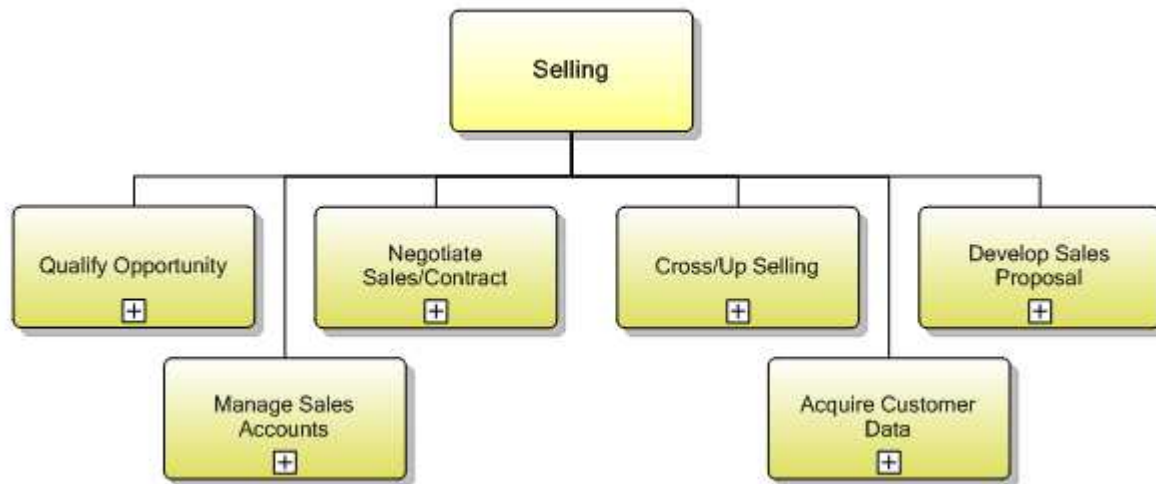 Selling
Qualify Opportunity
Negotiate
Sales/Contract
Cross/Up Selling
Develop Sales
Proposal
Manage Sales
Accounts
Acquire Customer
Data